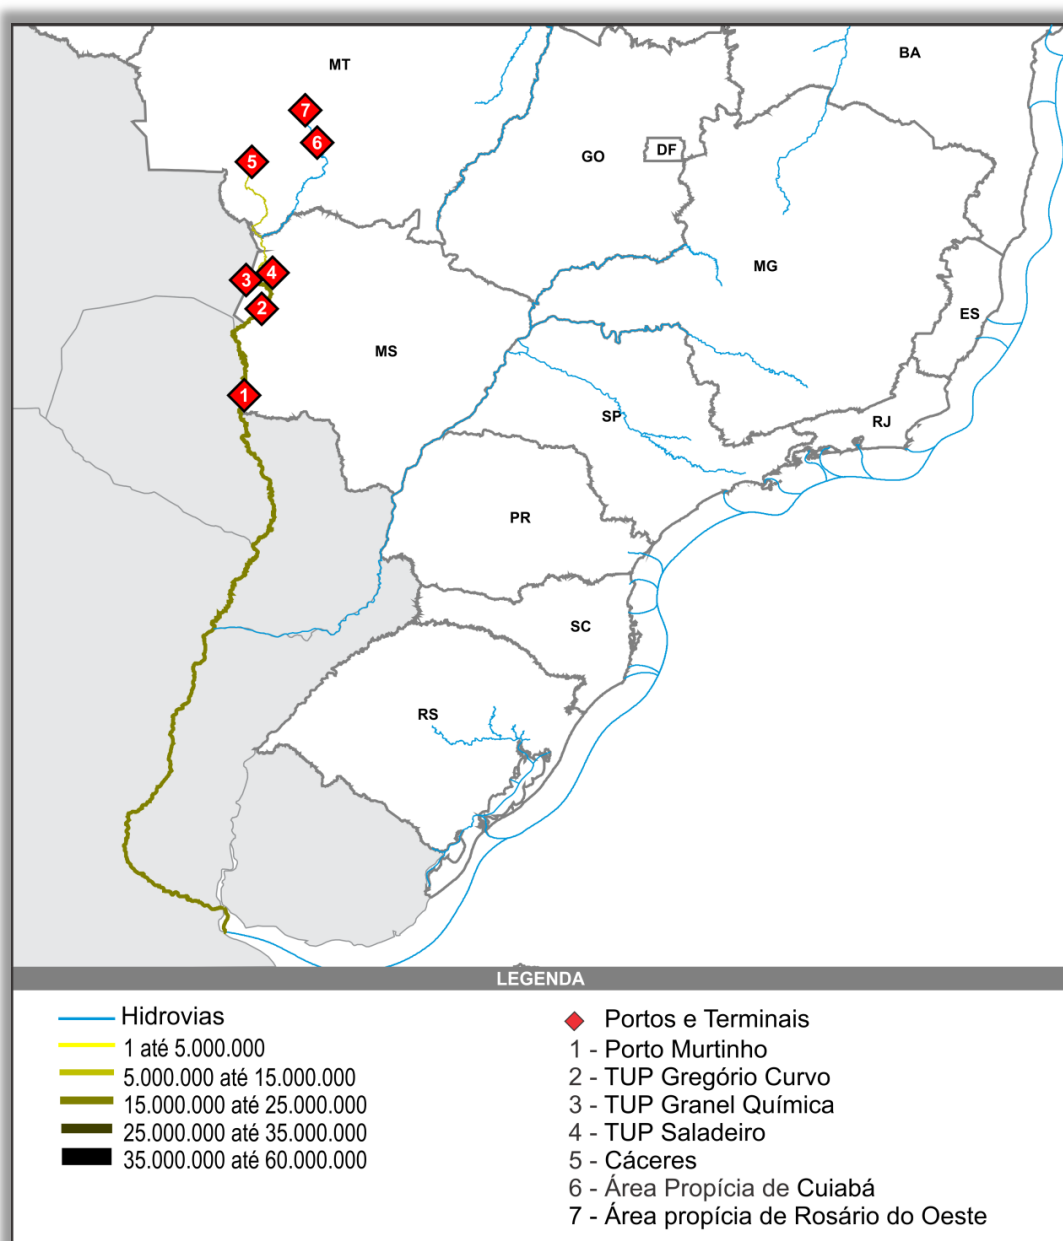 MT
BA
7
6
5
GO
DF
MG
3
4
2
ES
MS
1
SP
RJ
PR
SC
RS
LEGENDA
Hidrovias
1 até 5.000.000
5.000.000 até 15.000.000
15.000.000 até 25.000.000
25.000.000 até 35.000.000
35.000.000 até 60.000.000
Portos e Terminais
1 - Porto Murtinho
2 - TUP Gregório Curvo
3 - TUP Granel Química
4 - TUP Saladeiro
5 - Cáceres
6 - Área Propícia de Cuiabá
7 - Área propícia de Rosário do Oeste